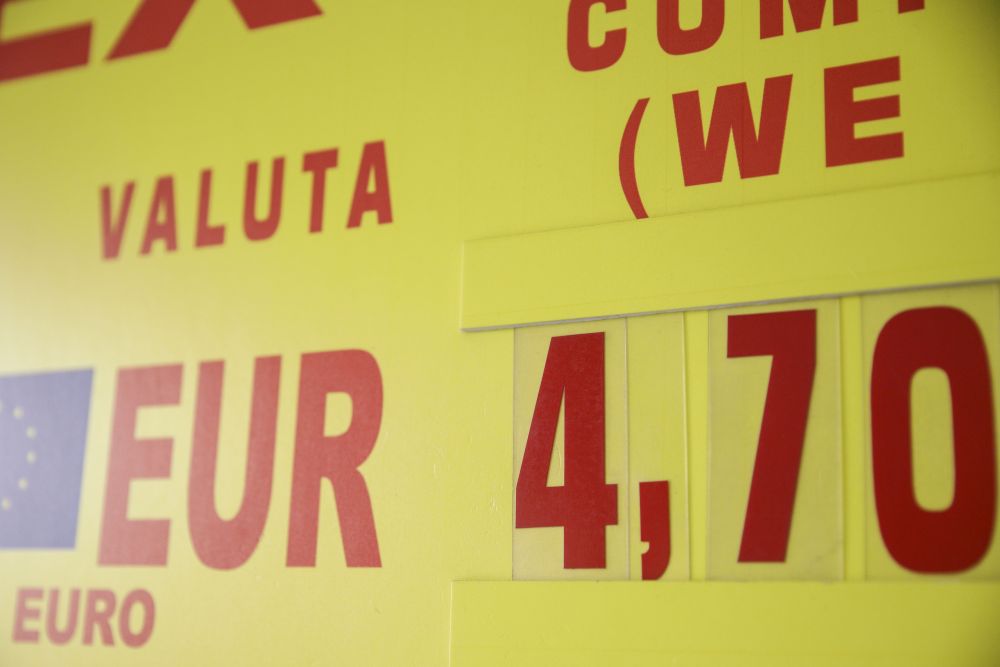 VALUTA
(WE
EUR 4,70
EURO